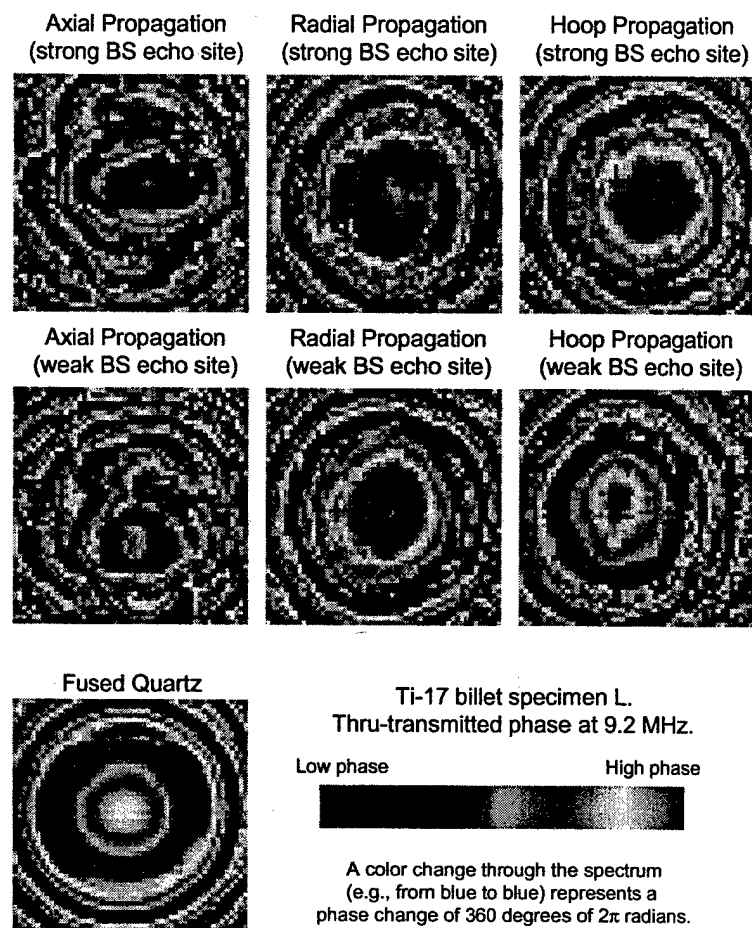 Axial Propagation
(strong BS echo site)
Radial Propagation
(strong BS echo site)
Hoop Propagation
(strong BS echo site)
Axial Propagation
(weak BS echo site)
Radial Propagation
(weak BS echo site)
Hoop Propagation
(weak BS echo site)
Fused Quartz
Ti-17 billet specimen L.
Thru-transmitted phase at 9.2 MHz.
Low phase
High phase
A color change through the spectrum
(e.g., from blue to blue) represents a
phase change of 360 degrees of 2π radians.